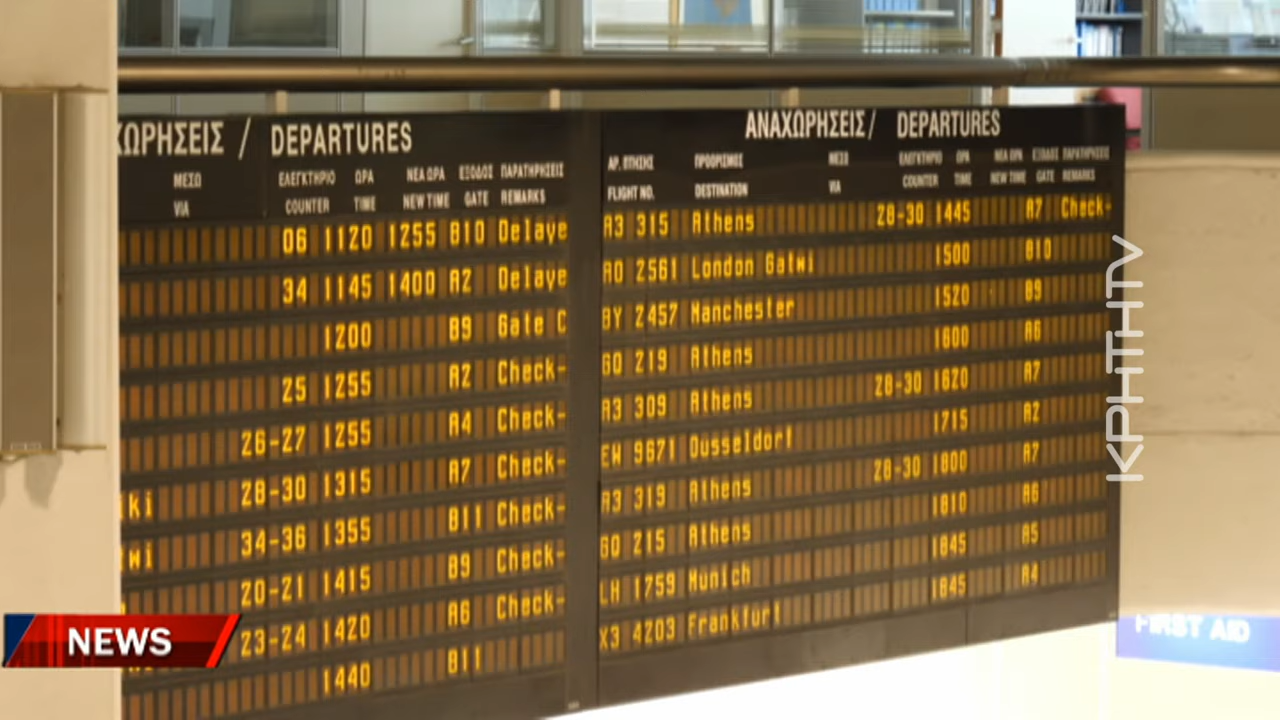 ΧΩΡΗΣΕΙΣ / DEPARTURES
ΜΕΣΩ ΕΛΕΓΚΤΗΡΙΟ ΩΡΑ ΝΕΑ ΩΡΑ ΕΞΟΔΟΣ ΠΑΡΑΤΗΡΗΣΕΙΣ
VIA COUNTER TIME NEW TIME GATE REMARKS
06 1120 1255 B10 Delaye
34 1145 1400 A2 Delaye
1200 B9 Gate C
25 1255 A2 Check-
26-27 1255 A4 Check-
ki 28-30 1315 A7 Check-
wi 34-36 1355 B11 Check-
20-21 1415 B9 Check-
23-24 1420 A6 Check-
1440 B11
ΑΝΑΧΩΡΗΣΕΙΣ / DEPARTURES
ΑΡ. ΠΤΗΣΗΣ ΠΡΟΟΡΙΣΜΟΣ ΜΕΣΩ ΕΛΕΓΚΤΗΡΙΟ ΩΡΑ ΝΕΑ ΩΡΑ ΕΞΟΔΟΣ ΠΑΡΑΤΗΡΗΣΕΙΣ
FLIGHT NO. DESTINATION VIA COUNTER TIME NEW TIME GATE REMARKS
A3 315 Athens 28-30 1445 A7 Check-
AO 2561 London Gatwi 1500 B10
BY 2457 Manchester 1520 B9
GQ 219 Athens 1600 A6
A3 309 Athens 28-30 1620 A7
EW 9671 Dusseldorf 1715 A2
A3 319 Athens 28-30 1800 A7
GQ 215 Athens 1810 A6
LH 1759 Munich 1845 A5
X3 4203 Frankfurt 1845 A4
ΚΡΗΤΗTV
FIRST AID
NEWS